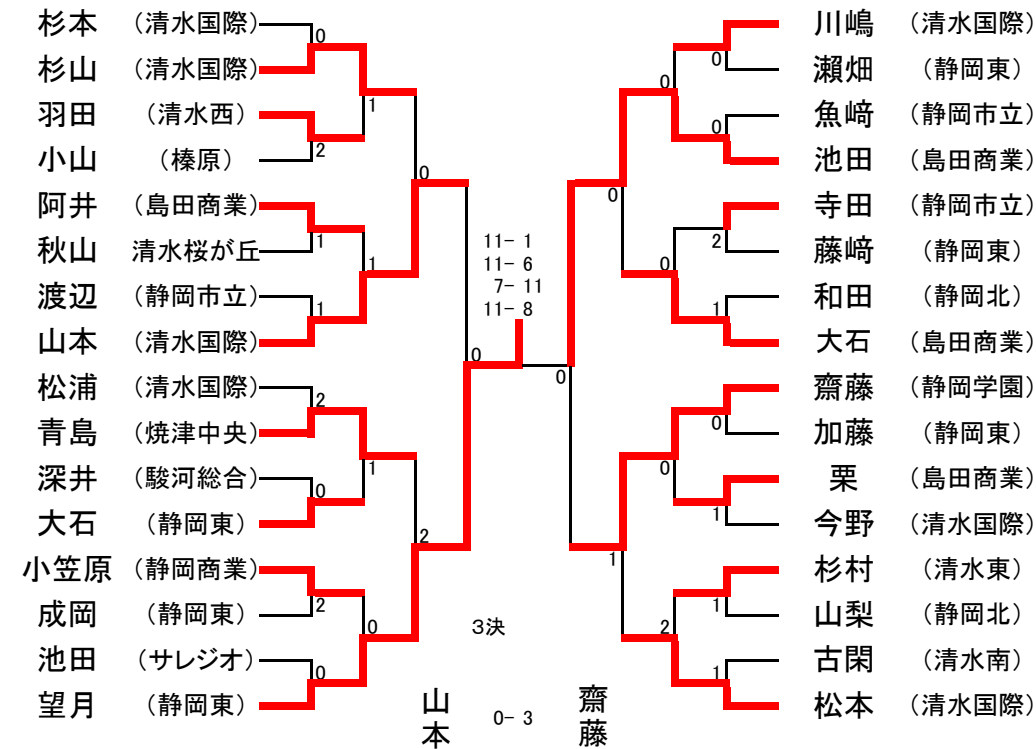 杉本 （清水国際）
0
杉山 （清水国際）
1
羽田 （清水西）
2
小山 （榛原）
0
阿井 （島田商業）
1
秋山 清水桜が丘
1
渡辺 （静岡市立）
1
山本 （清水国際）
0
松浦 （清水国際）
2
青島 （焼津中央）
1
深井 （駿河総合）
0
大石 （静岡東）
2
小笠原 （静岡商業）
2
成岡 （静岡東）
0
池田 （サレジオ）
0
望月 （静岡東）
11- 1
11- 6
7- 11
11- 8
3決
山本 0- 3 齋藤
川嶋 （清水国際）
0
瀬畑 （静岡東）
0
魚﨑 （静岡市立）
0
池田 （島田商業）
0
寺田 （静岡市立）
2
藤﨑 （静岡東）
0
和田 （静岡北）
1
大石 （島田商業）
0
齋藤 （静岡学園）
0
加藤 （静岡東）
0
栗 （島田商業）
1
今野 （清水国際）
1
杉村 （清水東）
1
山梨 （静岡北）
2
古閑 （清水南）
1
松本 （清水国際）